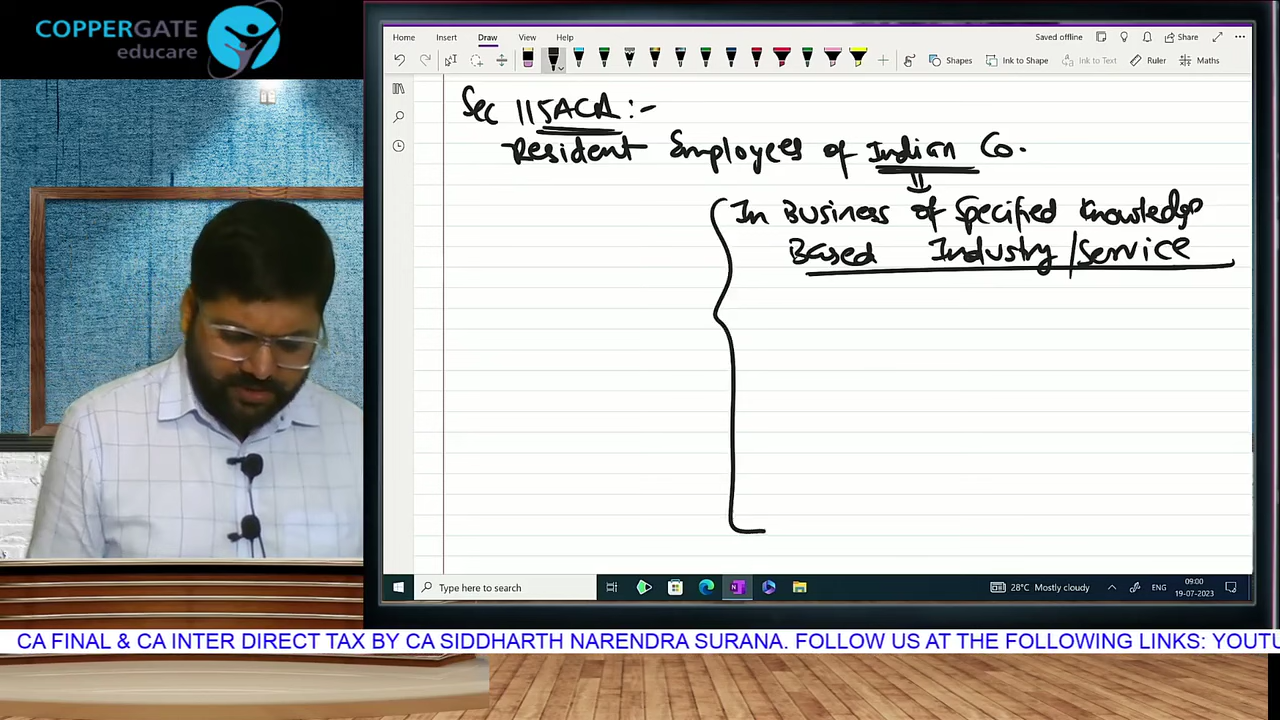 COPPERGATE
educare
Home Insert Draw View Help
Saved offline
Share
Shapes
Ink to Shape
Ink to Text
Ruler
Maths
Sec 115ACA:-
Resident Employees of Indian Co.
In Business of Specified Knowledge
Based Industry/Service
Type here to search
28°C Mostly cloudy
ENG
09:00
19-07-2023
CA FINAL & CA INTER DIRECT TAX BY CA SIDDHARTH NARENDRA SURANA. FOLLOW US AT THE FOLLOWING LINKS: YOUTU